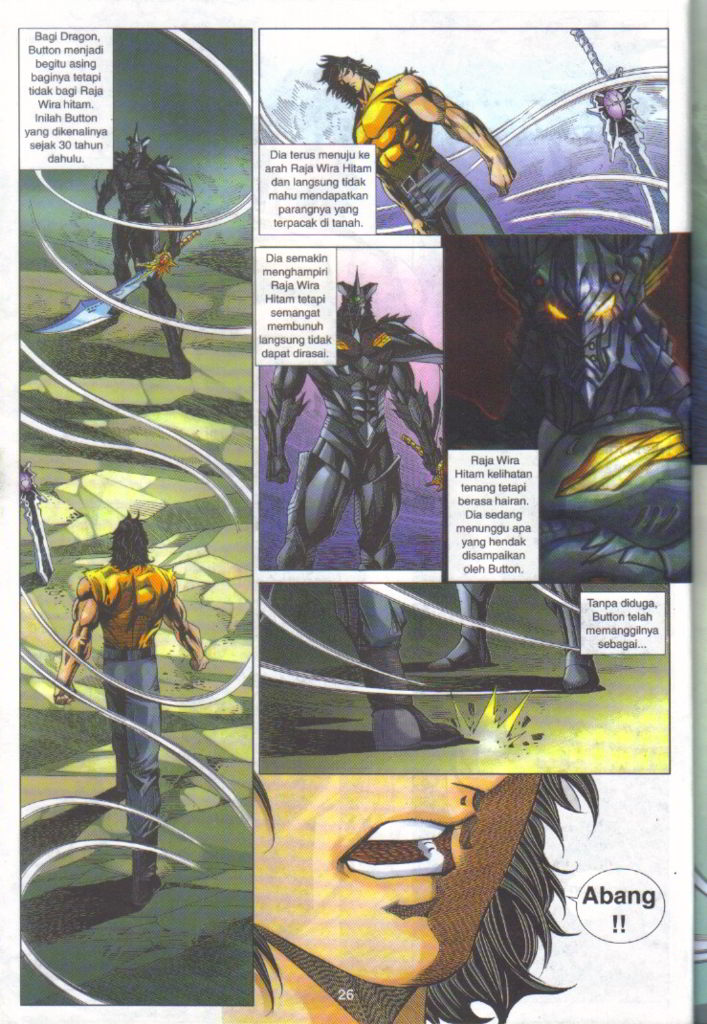 Bagi Dragon,
Button menjadi
begitu asing
baginya tetapi
tidak bagi Raja
Wira hitam.
Inilah Button
yang dikenalinya
sejak 30 tahun
dahulu.
Dia terus menuju ke
arah Raja Wira Hitam
dan langsung tidak
mahu mendapatkan
parangnya yang
terpacak di tanah.
Dia semakin
menghampiri
Raja Wira
Hitam tetapi
semangat
membunuh
langsung tidak
dapat dirasai.
Raja Wira
Hitam kelihatan
tenang tetapi
berasa hairan.
Dia sedang
menunggu apa
yang hendak
disampaikan
oleh Button.
Tanpa diduga,
Button telah
memanggilnya
sebagai...
Abang
!!
26